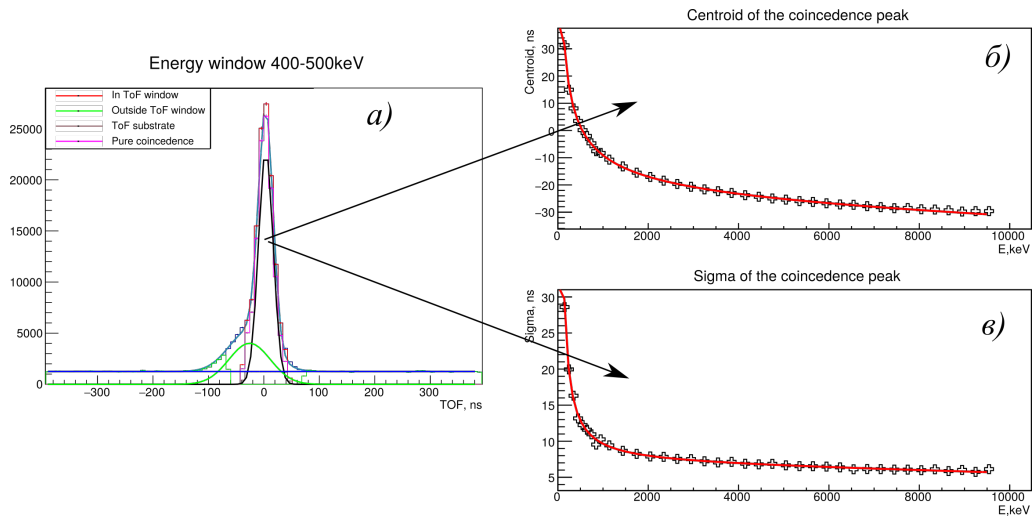 Energy window 400-500keV
In ToF window
Outside ToF window
ToF substrate
Pure coincedence
а)
25000
20000
15000
10000
5000
0
−300 −200 −100 0 100 200 300
TOF, ns
Centroid of the coincedence peak
Centroid, ns
б)
30
20
10
0
−10
−20
−30
0 2000 4000 6000 8000 10000
E,keV
Sigma of the coincedence peak
Sigma, ns
в)
30
25
20
15
10
5
0 2000 4000 6000 8000 10000
E,keV